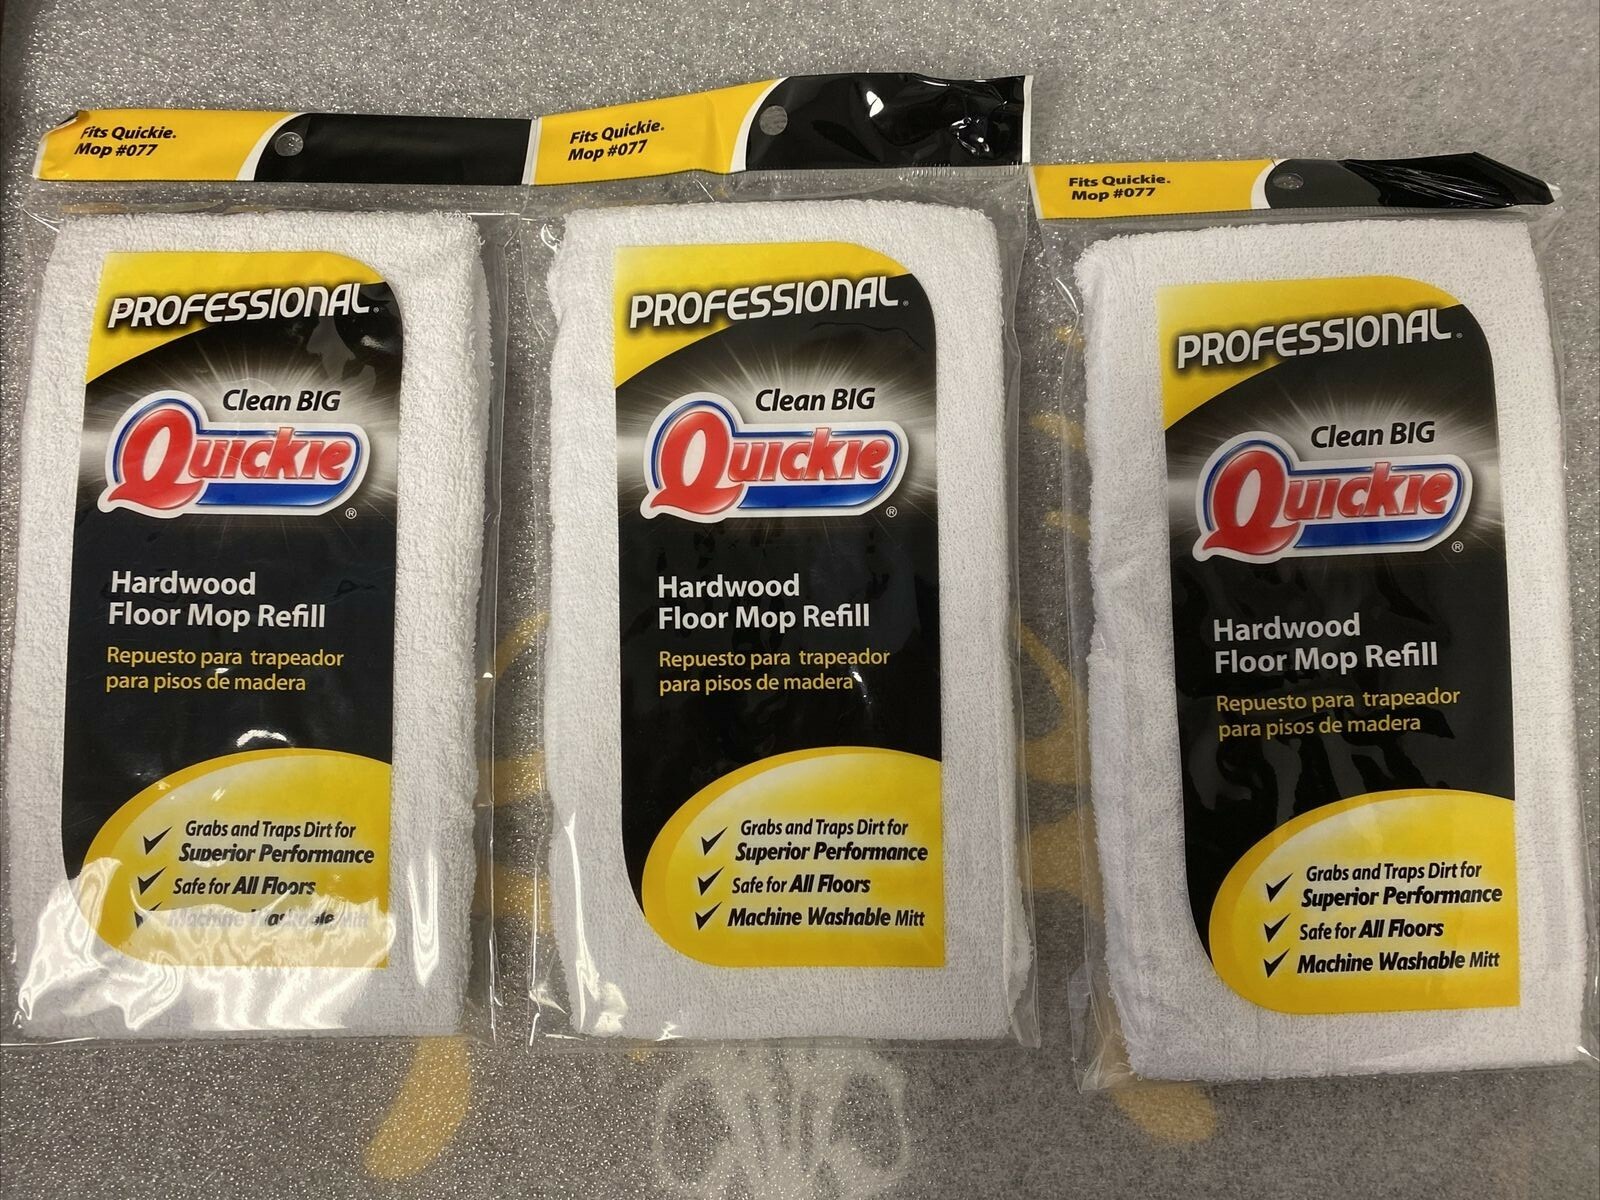 Fits Quickie.
Mop #077
PROFESSIONAL®
Clean BIG
Quickie®
Hardwood
Floor Mop Refill
Repuesto para trapeador
para pisos de madera
Grabs and Traps Dirt for
Superior Performance
Safe for All Floors
Machine Washable Mitt
Fits Quickie.
Mop #077
PROFESSIONAL®
Clean BIG
Quickie®
Hardwood
Floor Mop Refill
Repuesto para trapeador
para pisos de madera
Grabs and Traps Dirt for
Superior Performance
Safe for All Floors
Machine Washable Mitt
Fits Quickie.
Mop #077
PROFESSIONAL®
Clean BIG
Quickie®
Hardwood
Floor Mop Refill
Repuesto para trapeador
para pisos de madera
Grabs and Traps Dirt for
Superior Performance
Safe for All Floors
Machine Washable Mitt